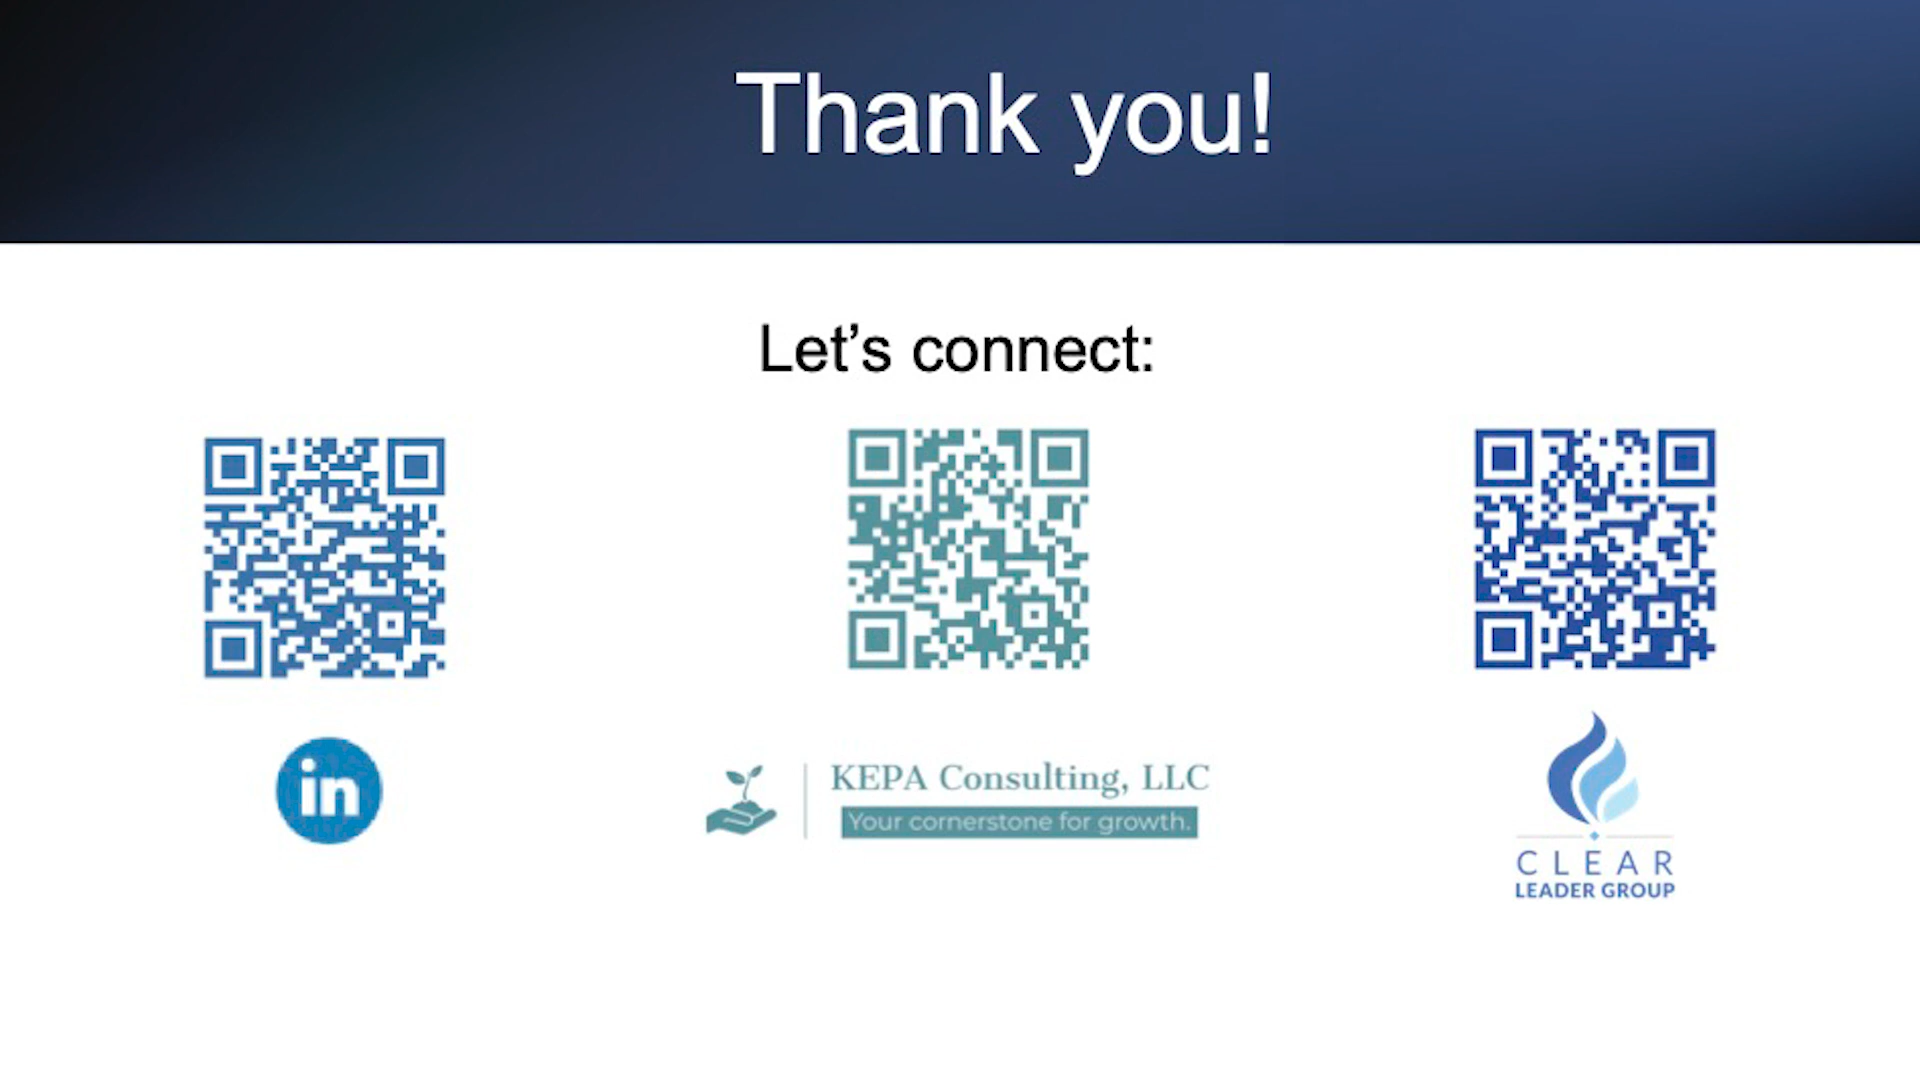 Thank you!
Let’s connect:
in
KEPA Consulting, LLC
Your cornerstone for growth.
CLEAR
LEADER GROUP